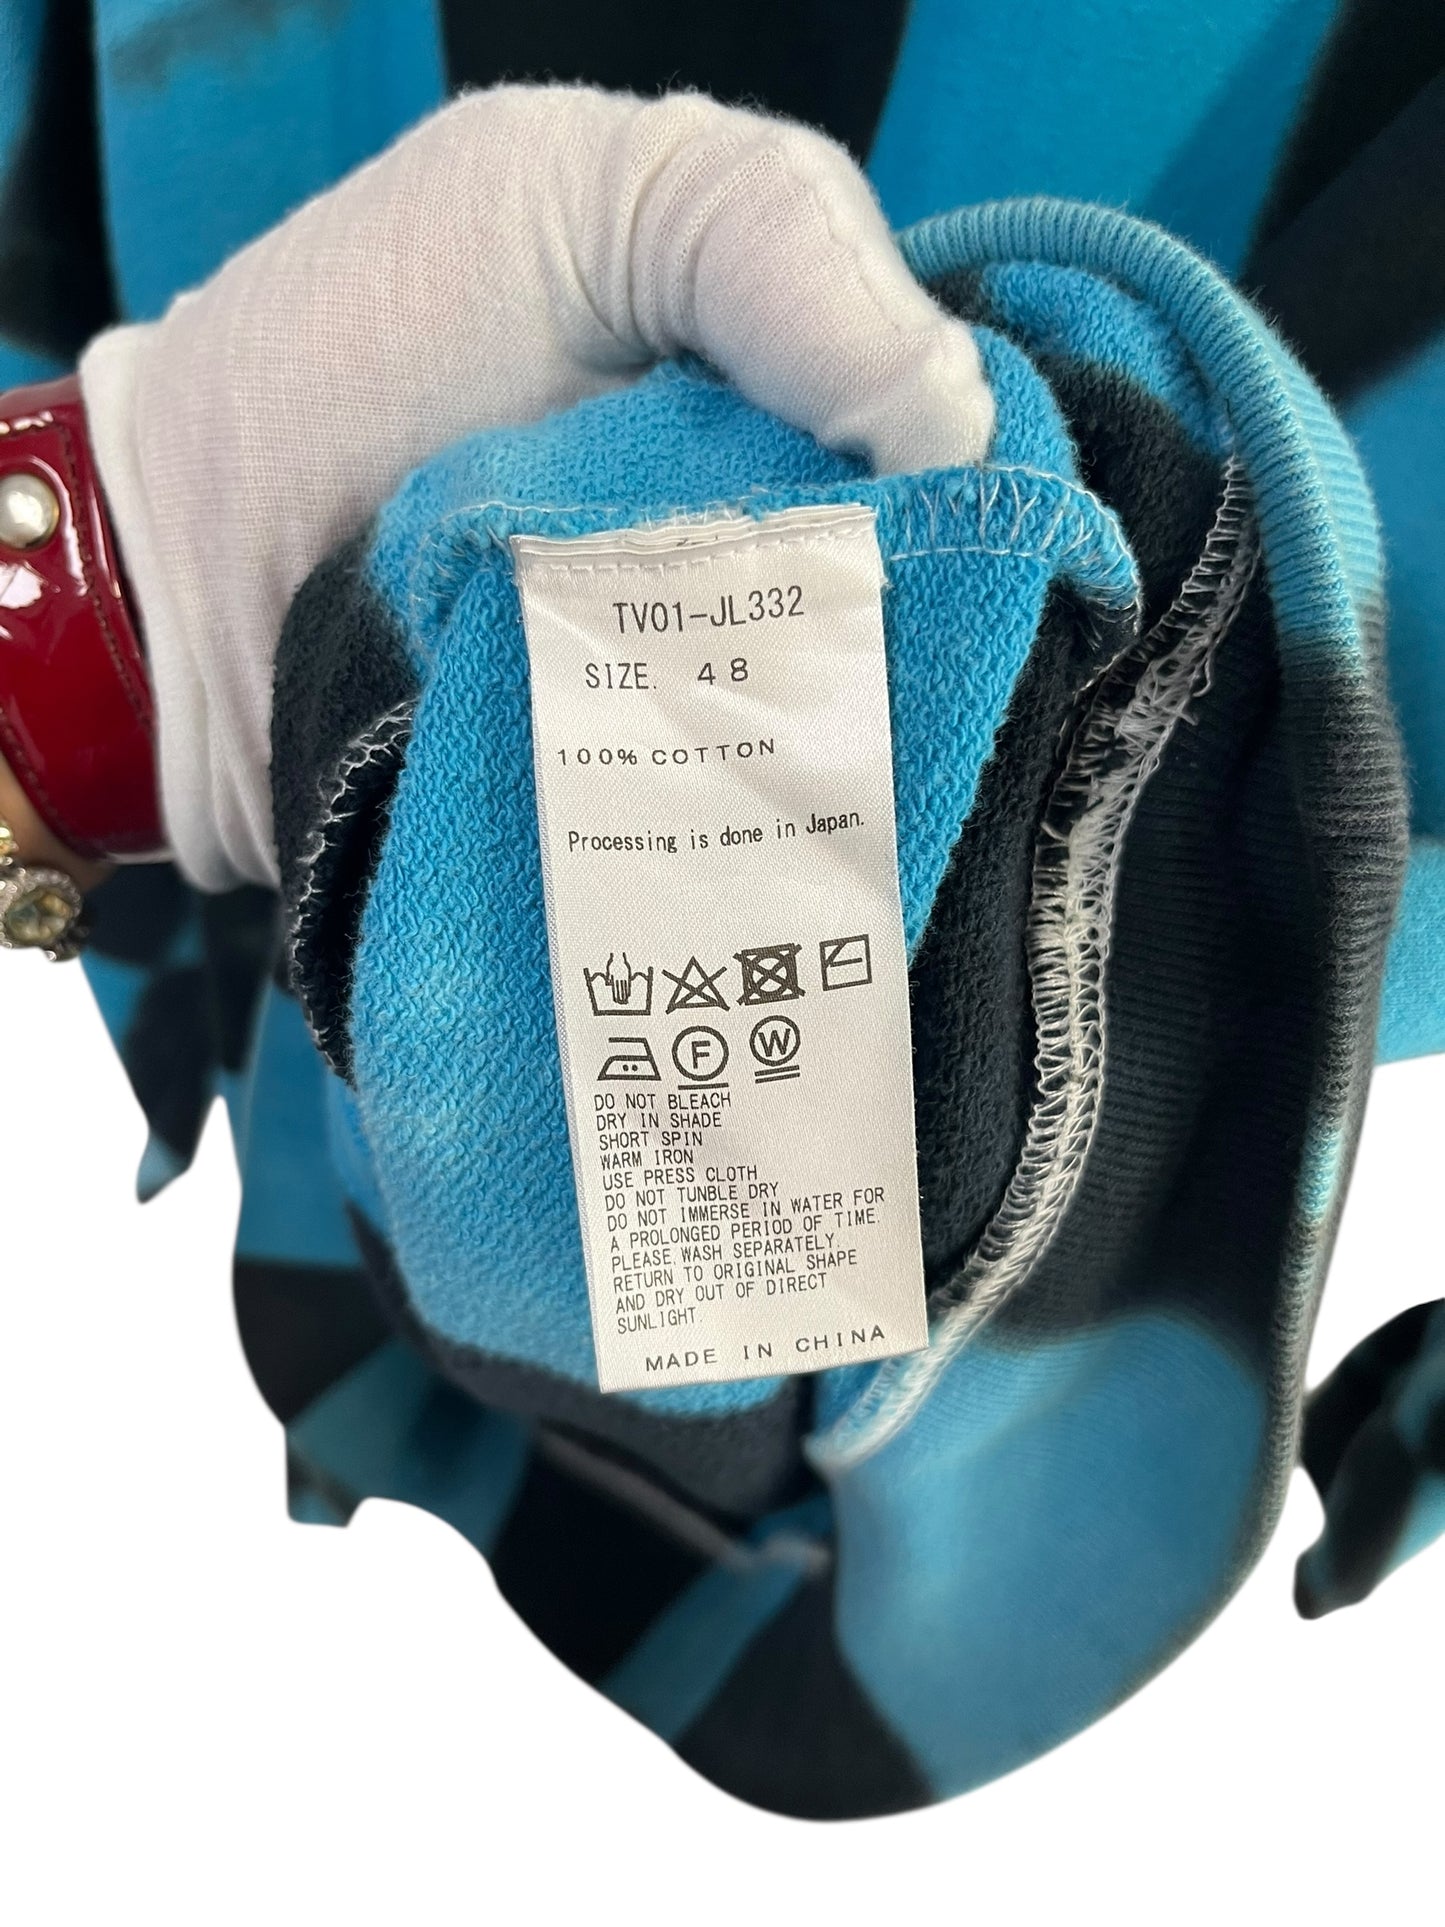 TV01-JL332
SIZE. 48
100% COTTON
Processing is done in Japan.
F
W
DO NOT BLEACH
DRY IN SHADE
SHORT SPIN
WARM IRON
USE PRESS CLOTH
DO NOT TUNBLE DRY
DO NOT IMMERSE IN WATER FOR
A PROLONGED PERIOD OF TIME.
PLEASE WASH SEPARATELY.
RETURN TO ORIGINAL SHAPE
AND DRY OUT OF DIRECT
SUNLIGHT.
MADE IN CHINA